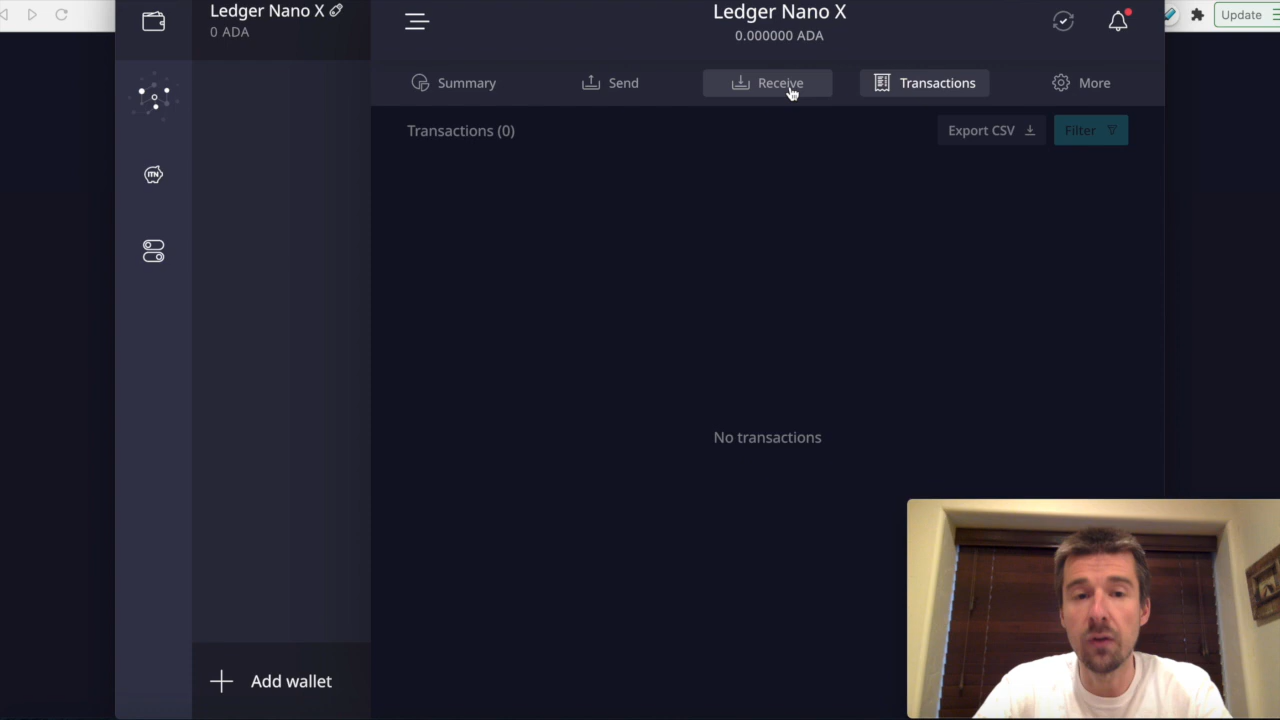 Ledger Nano X
0 ADA
Ledger Nano X
0.000000 ADA
Update
Summary
Send
Receive
Transactions
More
Transactions (0)
Export CSV
Filter
ITN
No transactions
Add wallet